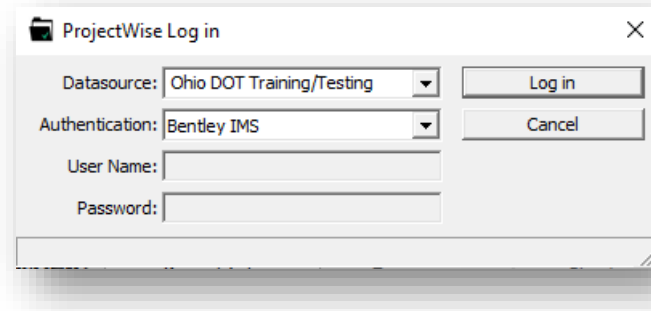 ProjectWise Log in
Datasource: Ohio DOT Training/Testing Log in
Authentication: Bentley IMS Cancel
User Name:
Password: